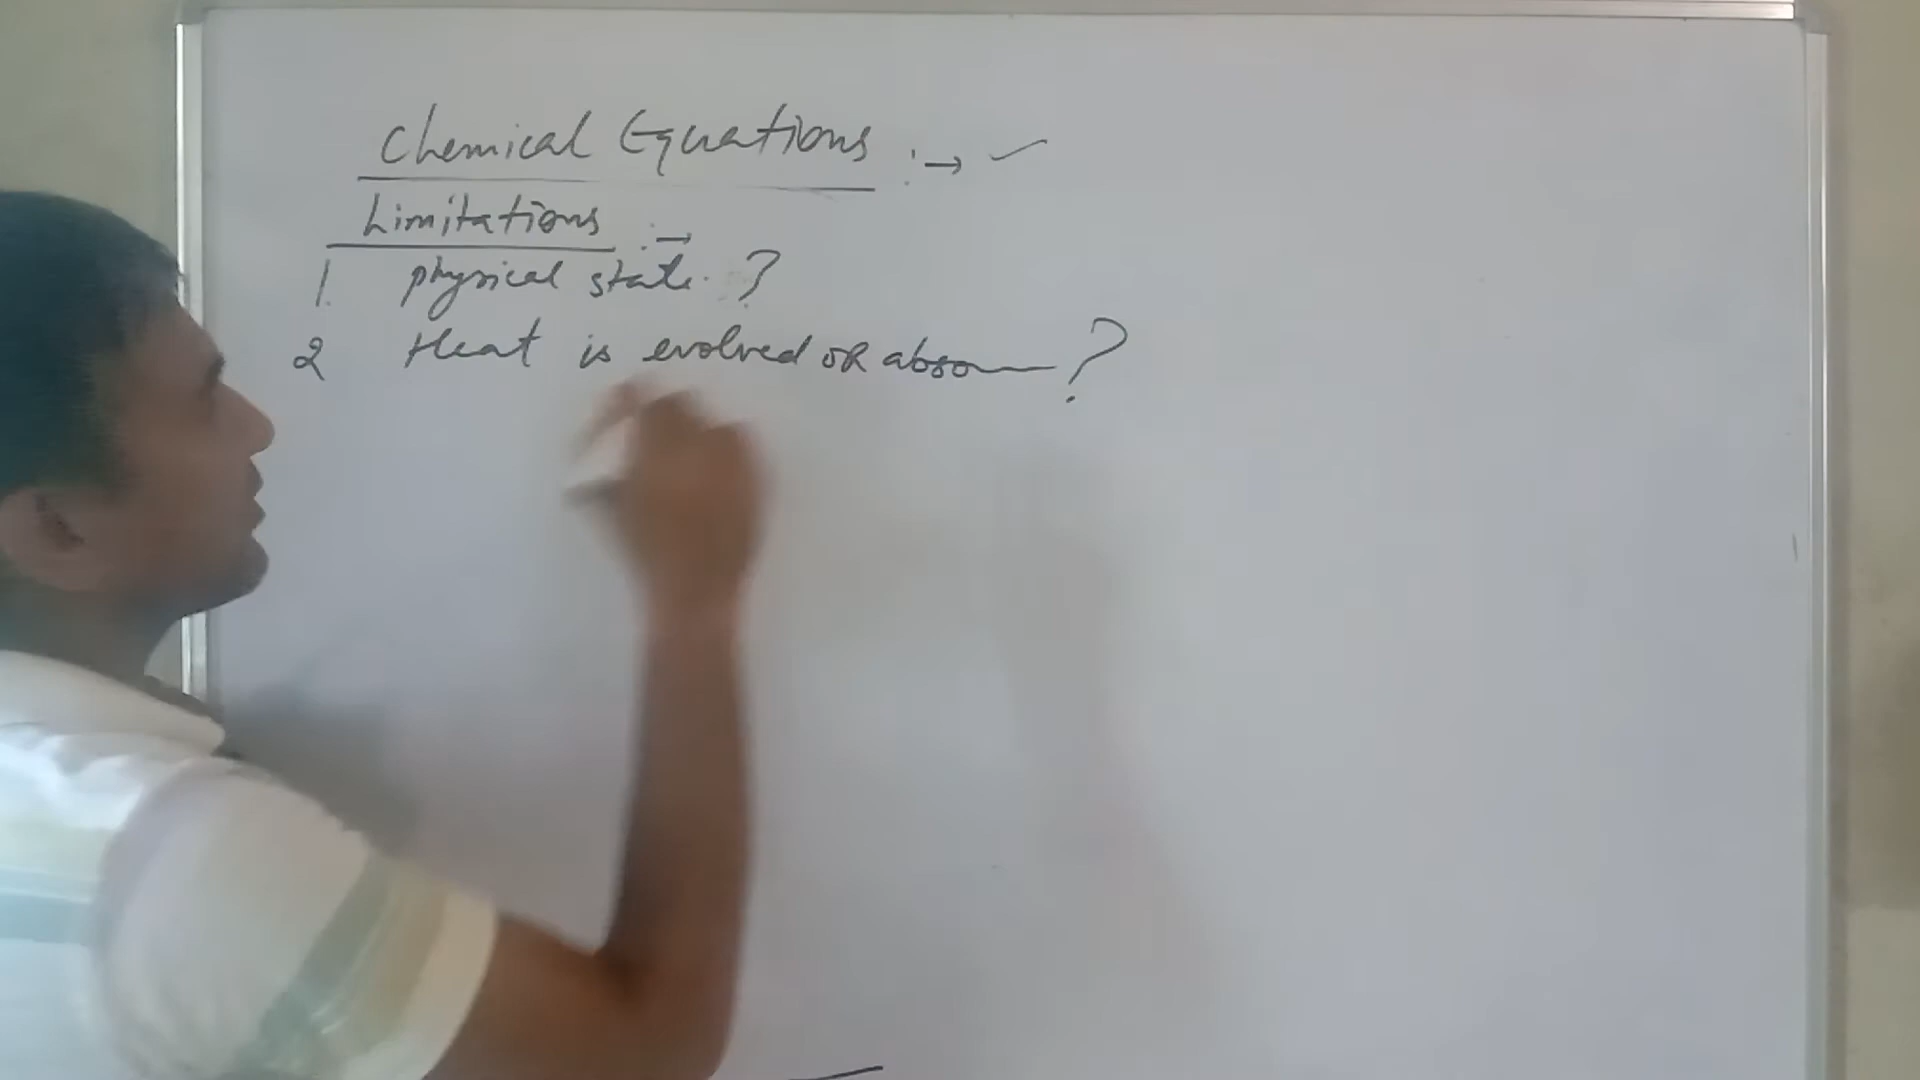 Chemical Equations :→ ✓
Limitations :→
1. physical state. ?
2 Heat is evolved OR abso ?